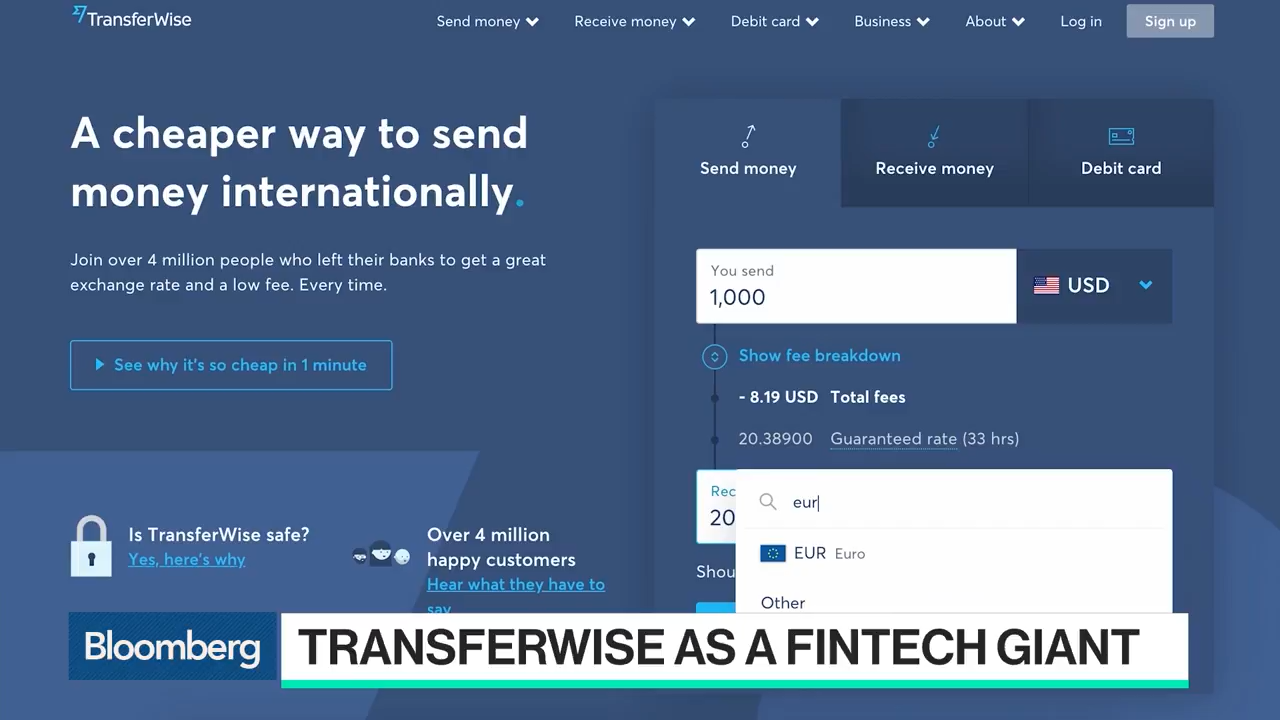 TransferWise
Send money
Receive money
Debit card
Business
About
Log in
Sign up
A cheaper way to send
money internationally.
Join over 4 million people who left their banks to get a great
exchange rate and a low fee. Every time.
See why it's so cheap in 1 minute
Is TransferWise safe?
Yes, here's why
Over 4 million
happy customers
Hear what they have to
say
Send money
Receive money
Debit card
You send
1,000
USD
Show fee breakdown
- 8.19 USD Total fees
20.38900 Guaranteed rate (33 hrs)
Rec
20
eur
EUR Euro
Other
Shou
Bloomberg
TRANSFERWISE AS A FINTECH GIANT